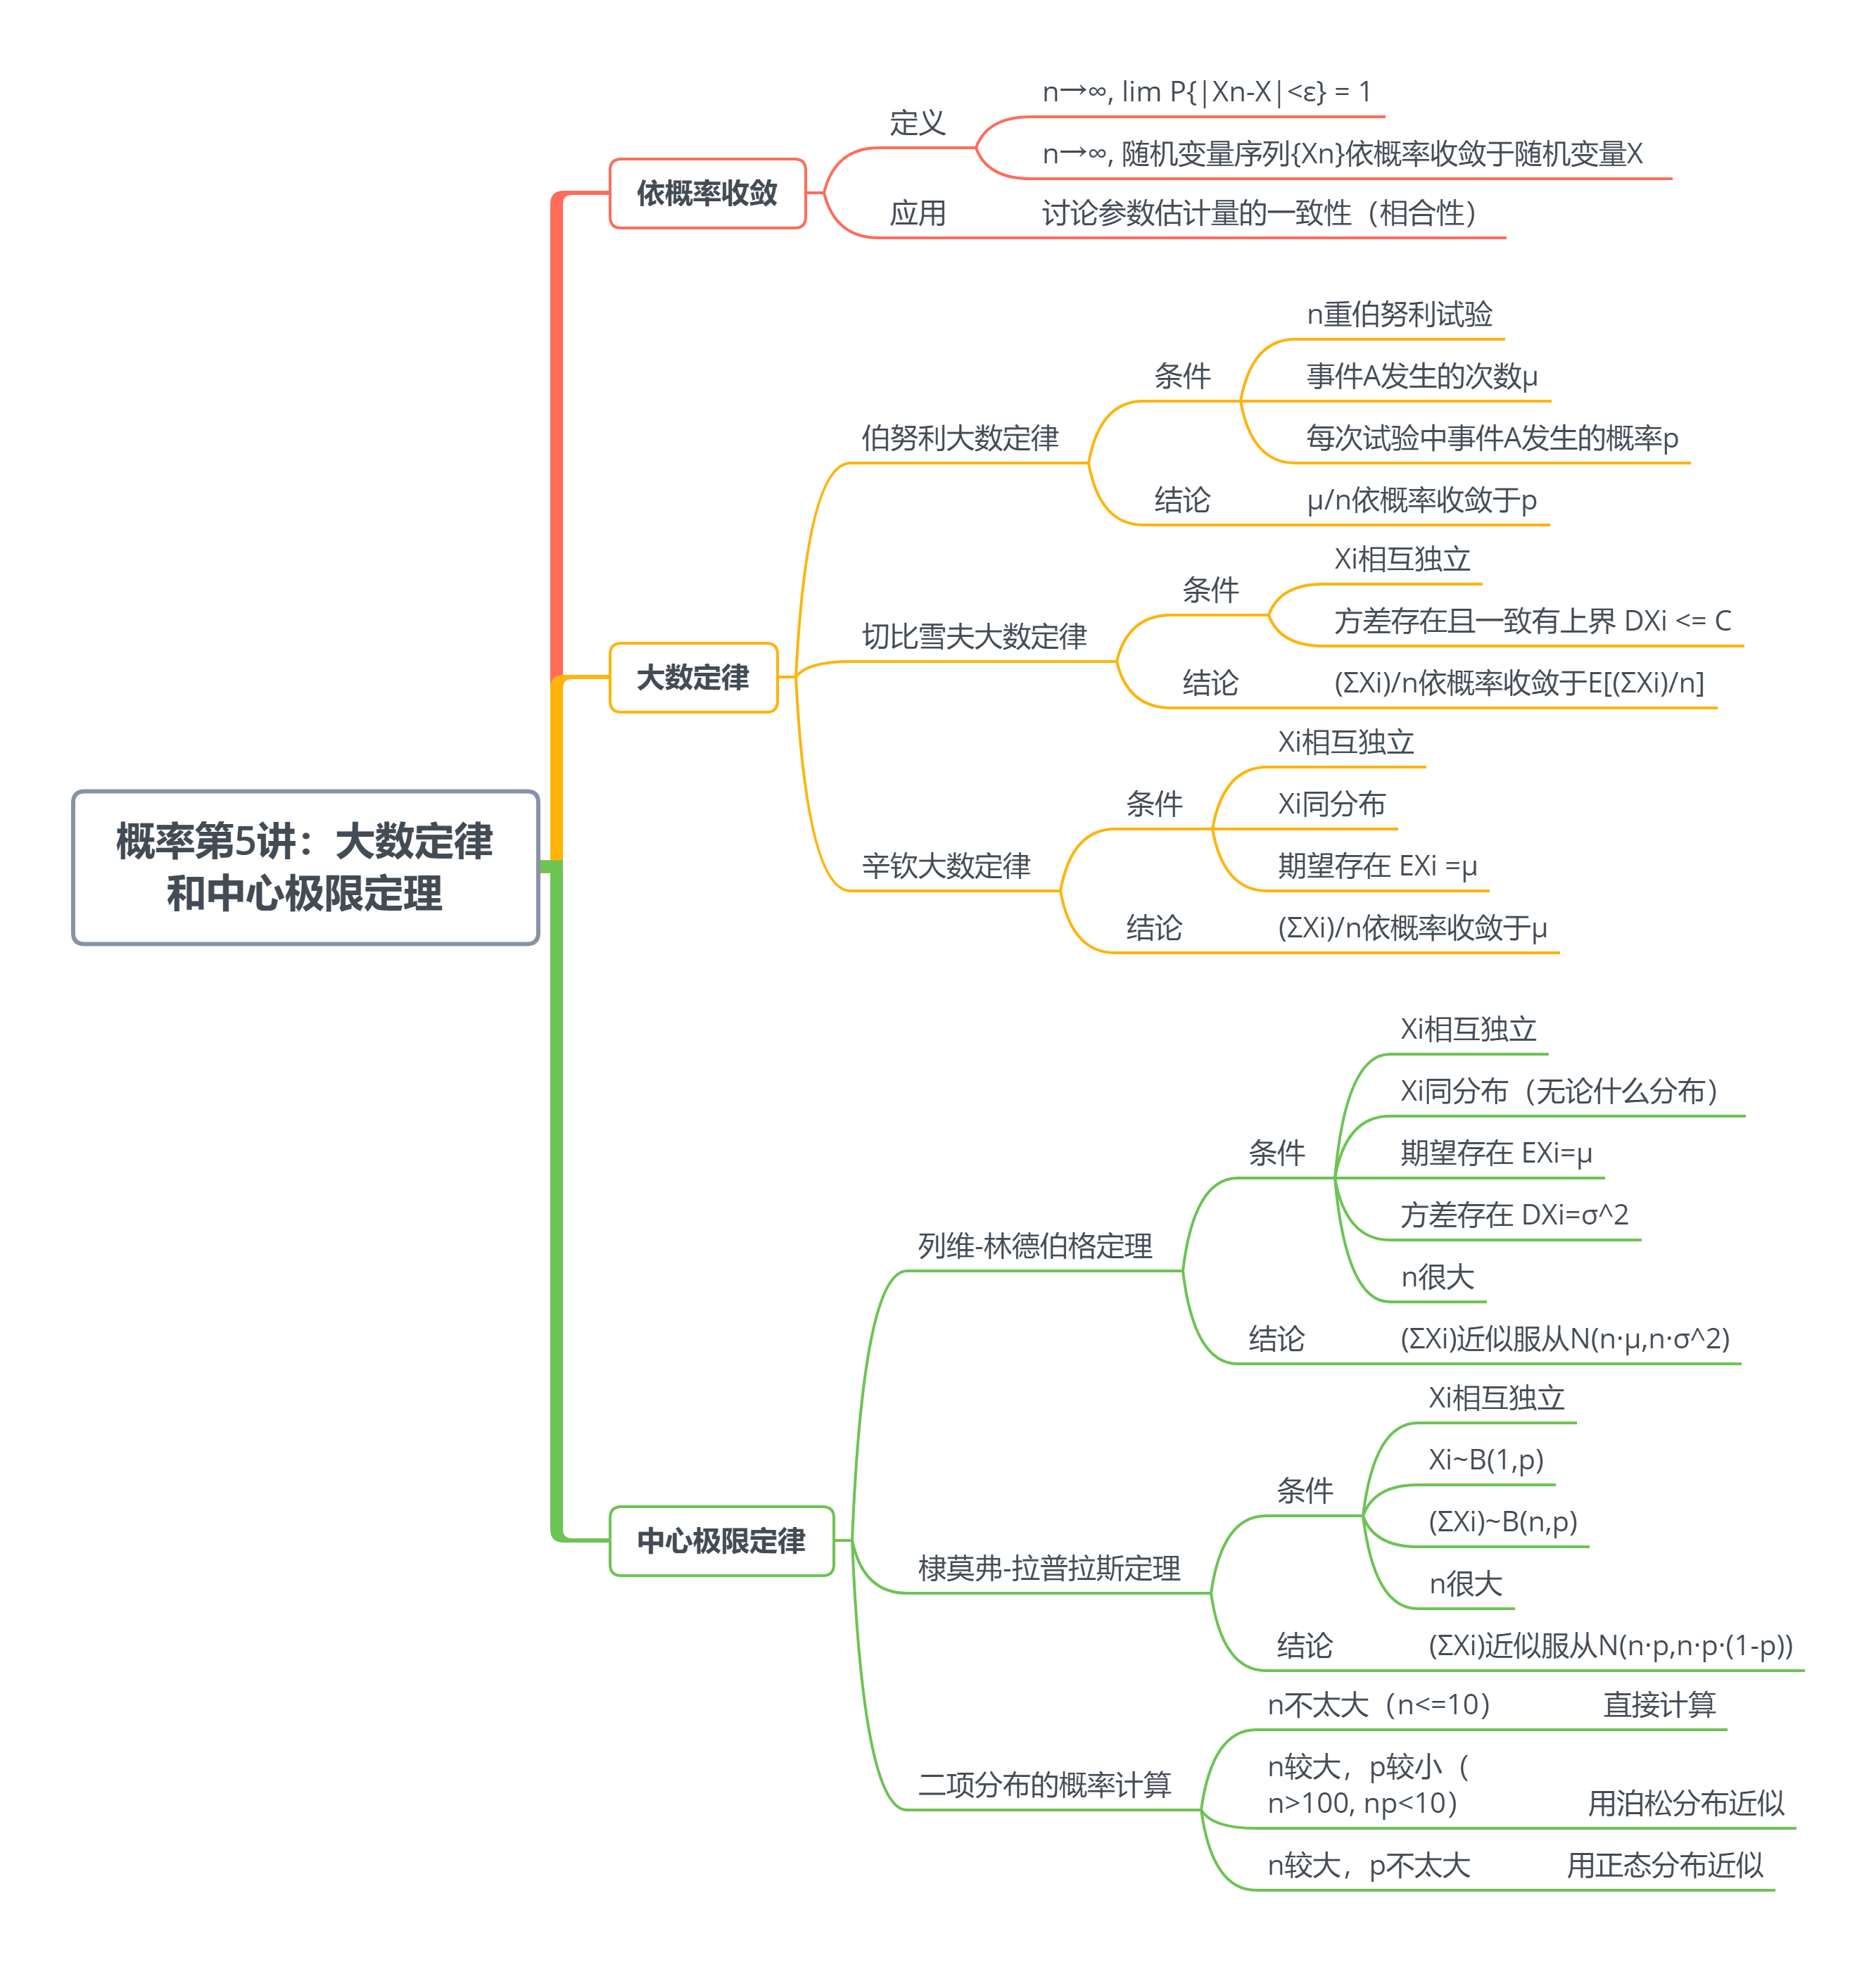 概率第5讲：大数定律
和中心极限定理
依概率收敛
定义
n→∞, lim P{|Xn-X|<ε} = 1
n→∞, 随机变量序列{Xn}依概率收敛于随机变量X
应用
讨论参数估计量的一致性（相合性）
大数定律
伯努利大数定律
条件
n重伯努利试验
事件A发生的次数μ
每次试验中事件A发生的概率p
结论
μ/n依概率收敛于p
切比雪夫大数定律
条件
Xi相互独立
方差存在且一致有上界 DXi <= C
结论
(ΣXi)/n依概率收敛于E[(ΣXi)/n]
辛钦大数定律
条件
Xi相互独立
Xi同分布
期望存在 EXi =μ
结论
(ΣXi)/n依概率收敛于μ
中心极限定律
列维-林德伯格定理
条件
Xi相互独立
Xi同分布（无论什么分布）
期望存在 EXi=μ
方差存在 DXi=σ^2
n很大
结论
(ΣXi)近似服从N(n·μ,n·σ^2)
棣莫弗-拉普拉斯定理
条件
Xi相互独立
Xi~B(1,p)
(ΣXi)~B(n,p)
n很大
结论
(ΣXi)近似服从N(n·p,n·p·(1-p))
二项分布的概率计算
n不太大（n<=10）
直接计算
n较大，p较小（
n>100, np<10）
用泊松分布近似
n较大，p不太大
用正态分布近似